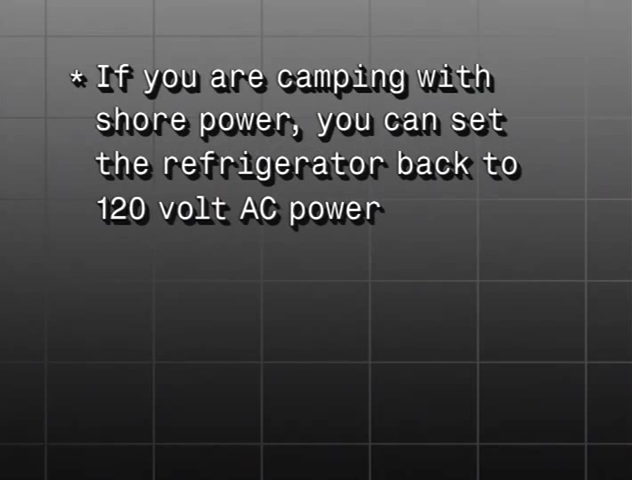 * If you are camping with
shore power, you can set
the refrigerator back to
120 volt AC power